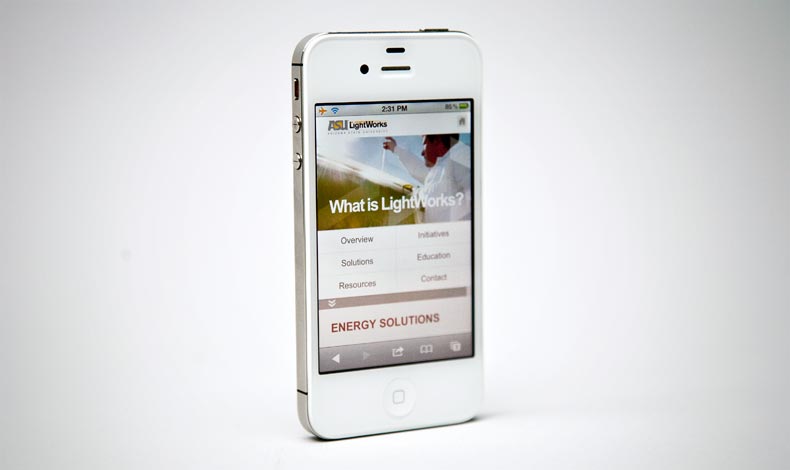 2:31 PM 85%
ASU LightWorks
ARIZONA STATE UNIVERSITY
What is LightWorks?
Overview Initiatives
Solutions Education
Resources Contact
ENERGY SOLUTIONS